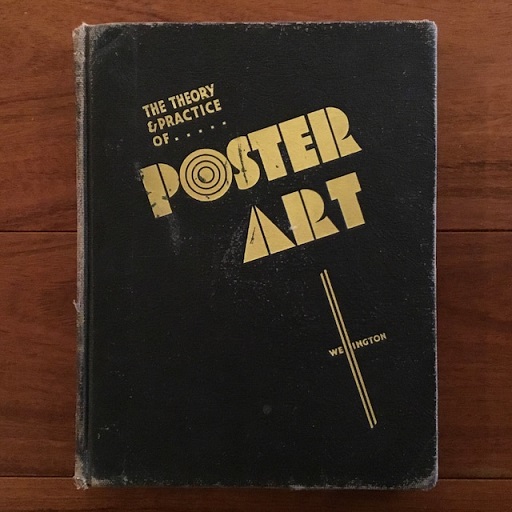 THE THEORY
& PRACTICE
OF.....
POSTER
ART
WELLINGTON